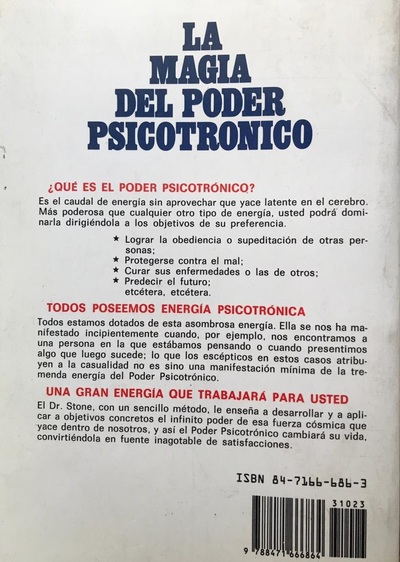 LA
MAGIA
DEL PODER
PSICOTRONICO
¿QUÉ ES EL PODER PSICOTRÓNICO?
Es el caudal de energía sin aprovechar que yace latente en el cerebro.
Más poderosa que cualquier otro tipo de energía, usted podrá domi-
narla dirigiéndola a los objetivos de su preferencia.
★ Lograr la obediencia o supeditación de otras per-
sonas;
★ Protegerse contra el mal;
★ Curar sus enfermedades o las de otros;
★ Predecir el futuro;
etcétera, etcétera.
TODOS POSEEMOS ENERGÍA PSICOTRÓNICA
Todos estamos dotados de esta asombrosa energía. Ella se nos ha ma-
nifestado incipientemente cuando, por ejemplo, nos encontramos a
una persona en la que estábamos pensando o cuando presentimos
algo que luego sucede; lo que los escépticos en estos casos atribu-
yen a la casualidad no es sino una manifestación mínima de la tre-
menda energía del Poder Psicotrónico.
UNA GRAN ENERGÍA QUE TRABAJARÁ PARA USTED
El Dr. Stone, con un sencillo método, le enseña a desarrollar y a apli-
car a objetivos concretos el infinito poder de esa fuerza cósmica que
yace dentro de nosotros, y así el Poder Psicotrónico cambiará su vida,
convirtiéndola en fuente inagotable de satisfacciones.
ISBN 84-7166-686-3
31023
9 788471 666864